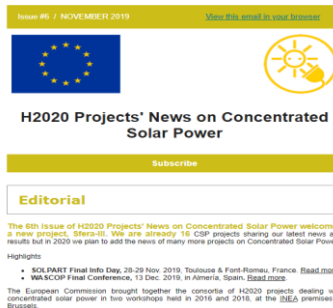 Issue #6 / NOVEMBER 2019
View this email in your browser
H2020 Projects' News on Concentrated
Solar Power
Subscribe
Editorial
The 6th Issue of H2020 Projects' News on Concentrated Solar Power
a new project, Sfera-III. We are already 16 CSP projects sharing our latest news
results but in 2020 we plan to add the news of many more projects on Concentrated Solar
Highlights
SOLPART Final Info Day, 28-29 Nov. 2019, Toulouse & Font-Romeu, France. Read
WASCOP Final Conference, 13 Dec. 2019, in Almería, Spain. Read more.
The European Commission brought together the consortia of H2020 projects dealing
concentrated solar power in two workshops held in 2016 and 2018, at the INEA premises
Brussels